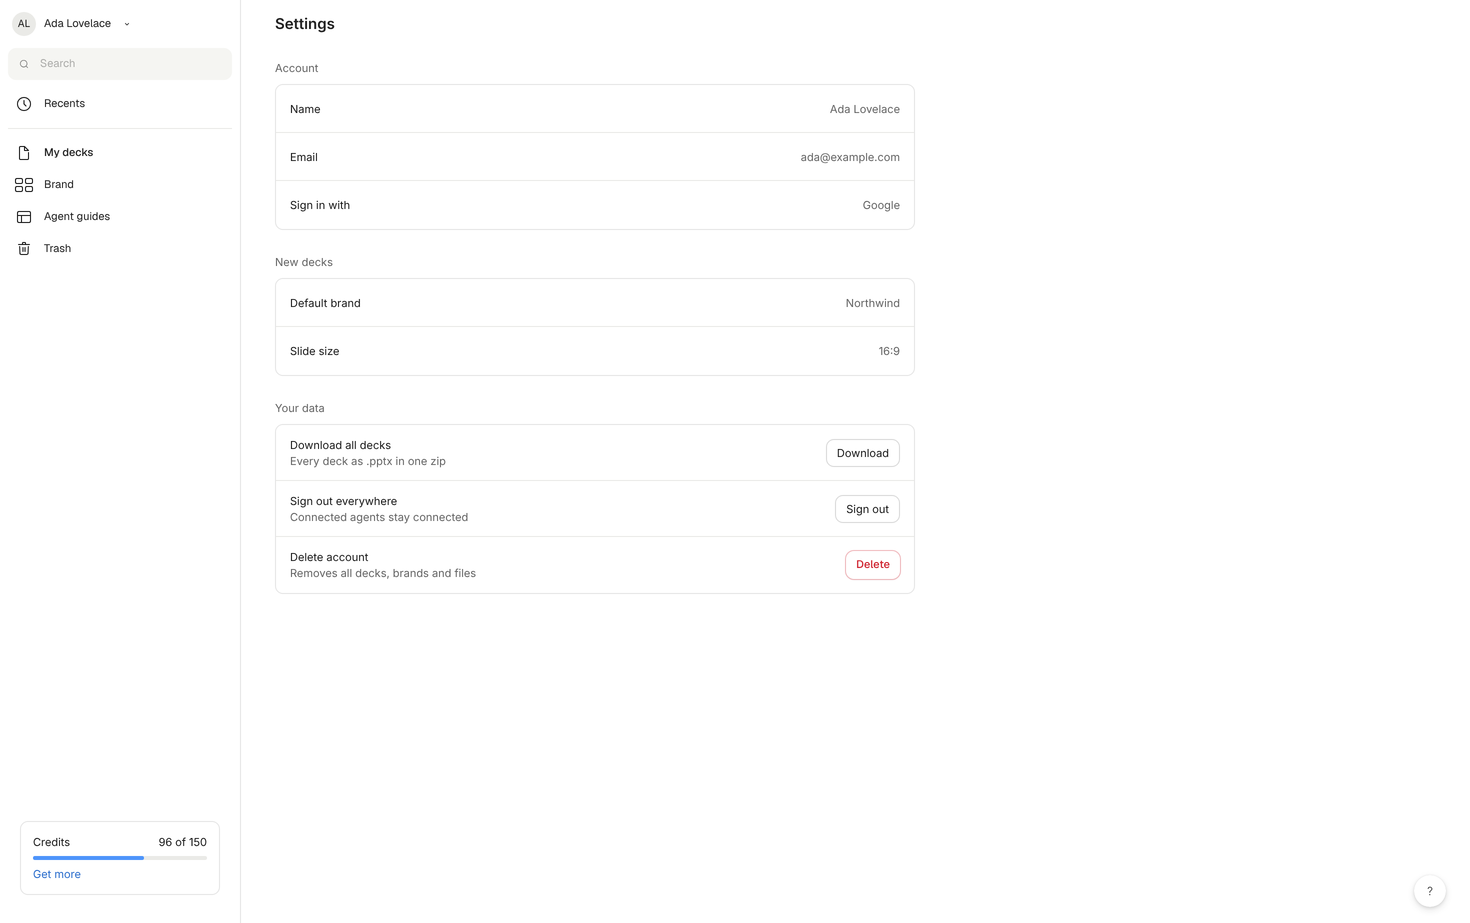 AL
Ada Lovelace
Search
Recents
My decks
Brand
Agent guides
Trash
Credits
96 of 150
Get more
Settings
Account
Name
Ada Lovelace
Email
ada@example.com
Sign in with
Google
New decks
Default brand
Northwind
Slide size
16:9
Your data
Download all decks
Every deck as .pptx in one zip
Download
Sign out everywhere
Connected agents stay connected
Sign out
Delete account
Removes all decks, brands and files
Delete
?